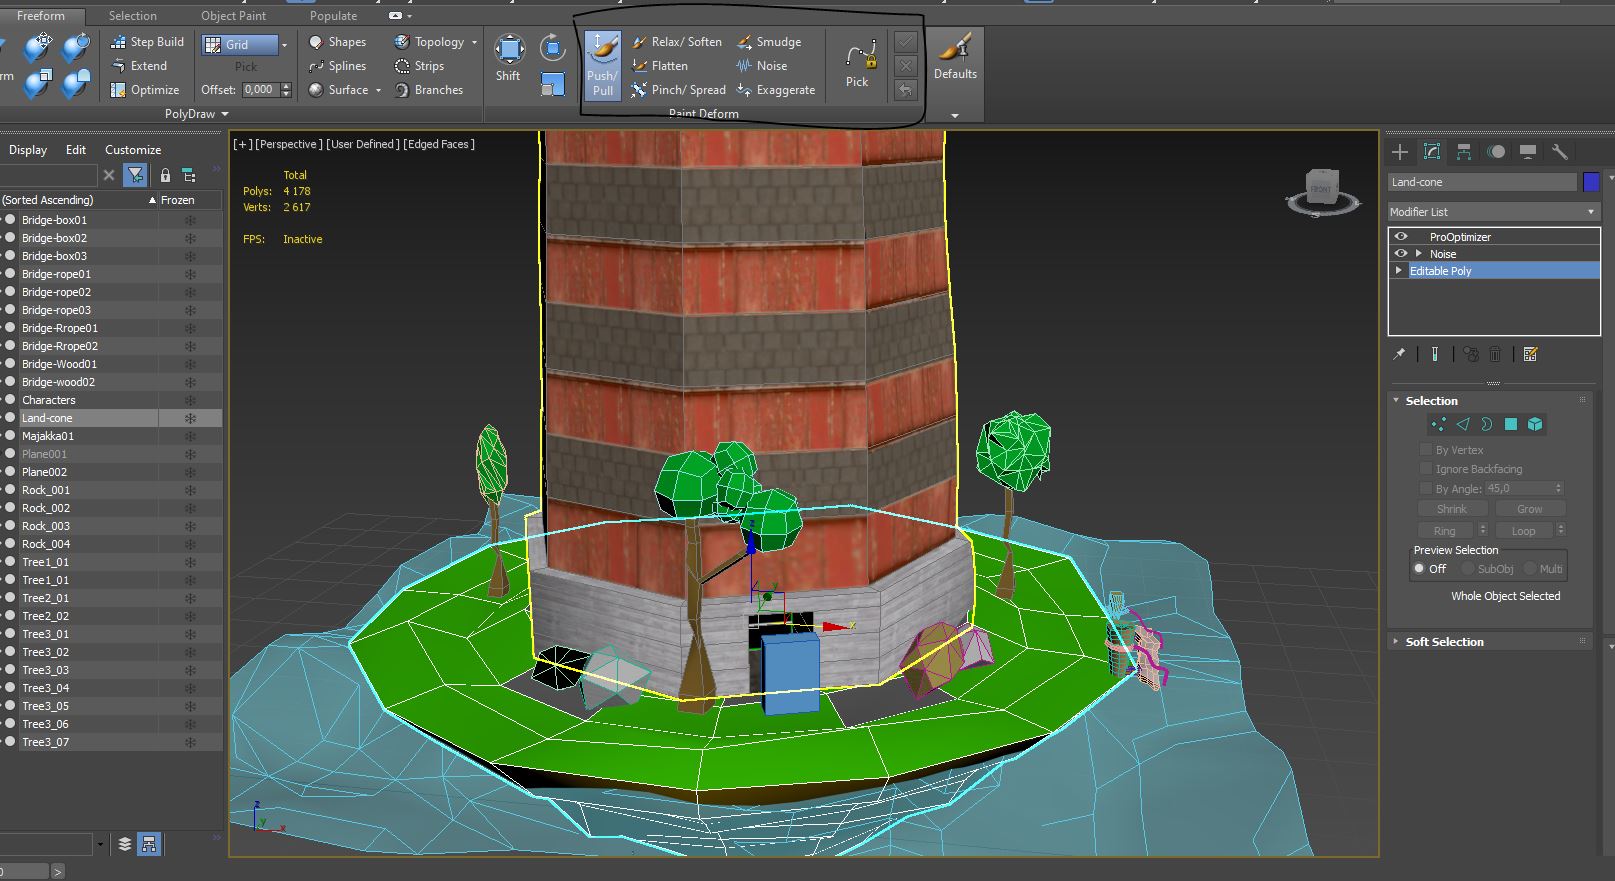 Freeform Selection Object Paint Populate
Step Build Grid Shapes Topology Relax/ Soften Smudge
Extend Pick Splines Strips Shift Push/ Pull Flatten Noise Pick Defaults
Optimize Offset: 0,000 Surface Branches Pinch/ Spread Exaggerate
PolyDraw Paint Deform
Display Edit Customize
(Sorted Ascending) Frozen
Bridge-box01
Bridge-box02
Bridge-box03
Bridge-rope01
Bridge-rope02
Bridge-rope03
Bridge-Rrope01
Bridge-Rrope02
Bridge-Wood01
Bridge-wood02
Characters
Land-cone
Majakka01
Plane001
Plane002
Rock_001
Rock_002
Rock_003
Rock_004
Tree1_01
Tree1_01
Tree2_01
Tree2_02
Tree3_01
Tree3_02
Tree3_03
Tree3_04
Tree3_05
Tree3_06
Tree3_07
>
[+] [Perspective ] [User Defined ] [Edged Faces ]
Total
Polys: 4 178
Verts: 2 617
FPS: Inactive
FRONT
z
y
x
z
y
x
Land-cone
Modifier List
ProOptimizer
Noise
Editable Poly
Selection
By Vertex
Ignore Backfacing
By Angle: 45,0
Shrink Grow
Ring Loop
Preview Selection
Off SubObj Multi
Whole Object Selected
Soft Selection